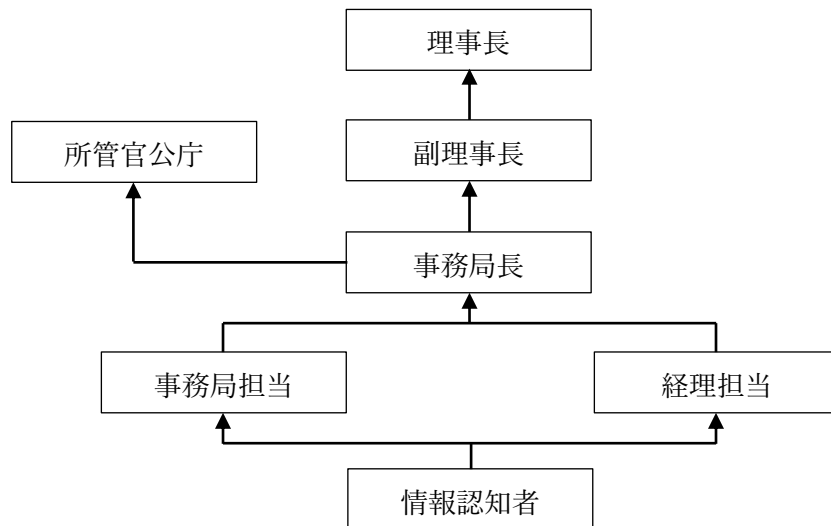 理事長
所管官公庁
副理事長
事務局長
事務局担当
経理担当
情報認知者